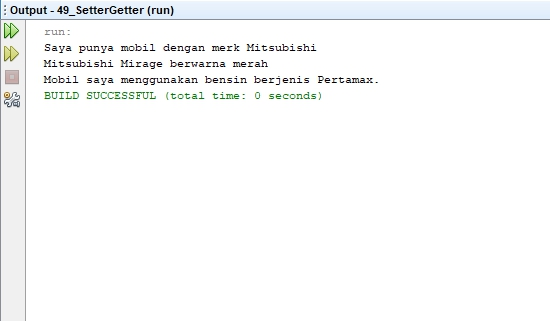 Output - 49_SetterGetter (run)
run:
Saya punya mobil dengan merk Mitsubishi
Mitsubishi Mirage berwarna merah
Mobil saya menggunakan bensin berjenis Pertamax.
BUILD SUCCESSFUL (total time: 0 seconds)